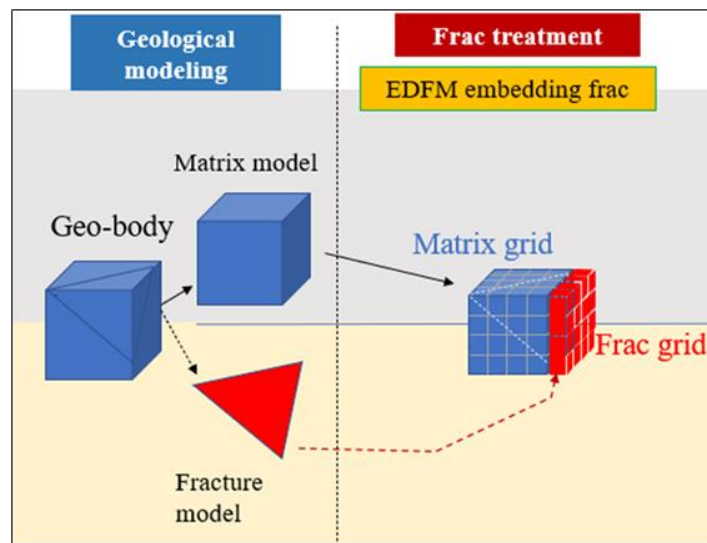 Geological
modeling
Frac treatment
EDFM embedding frac
Matrix model
Geo-body
Matrix grid
Frac grid
Fracture
model